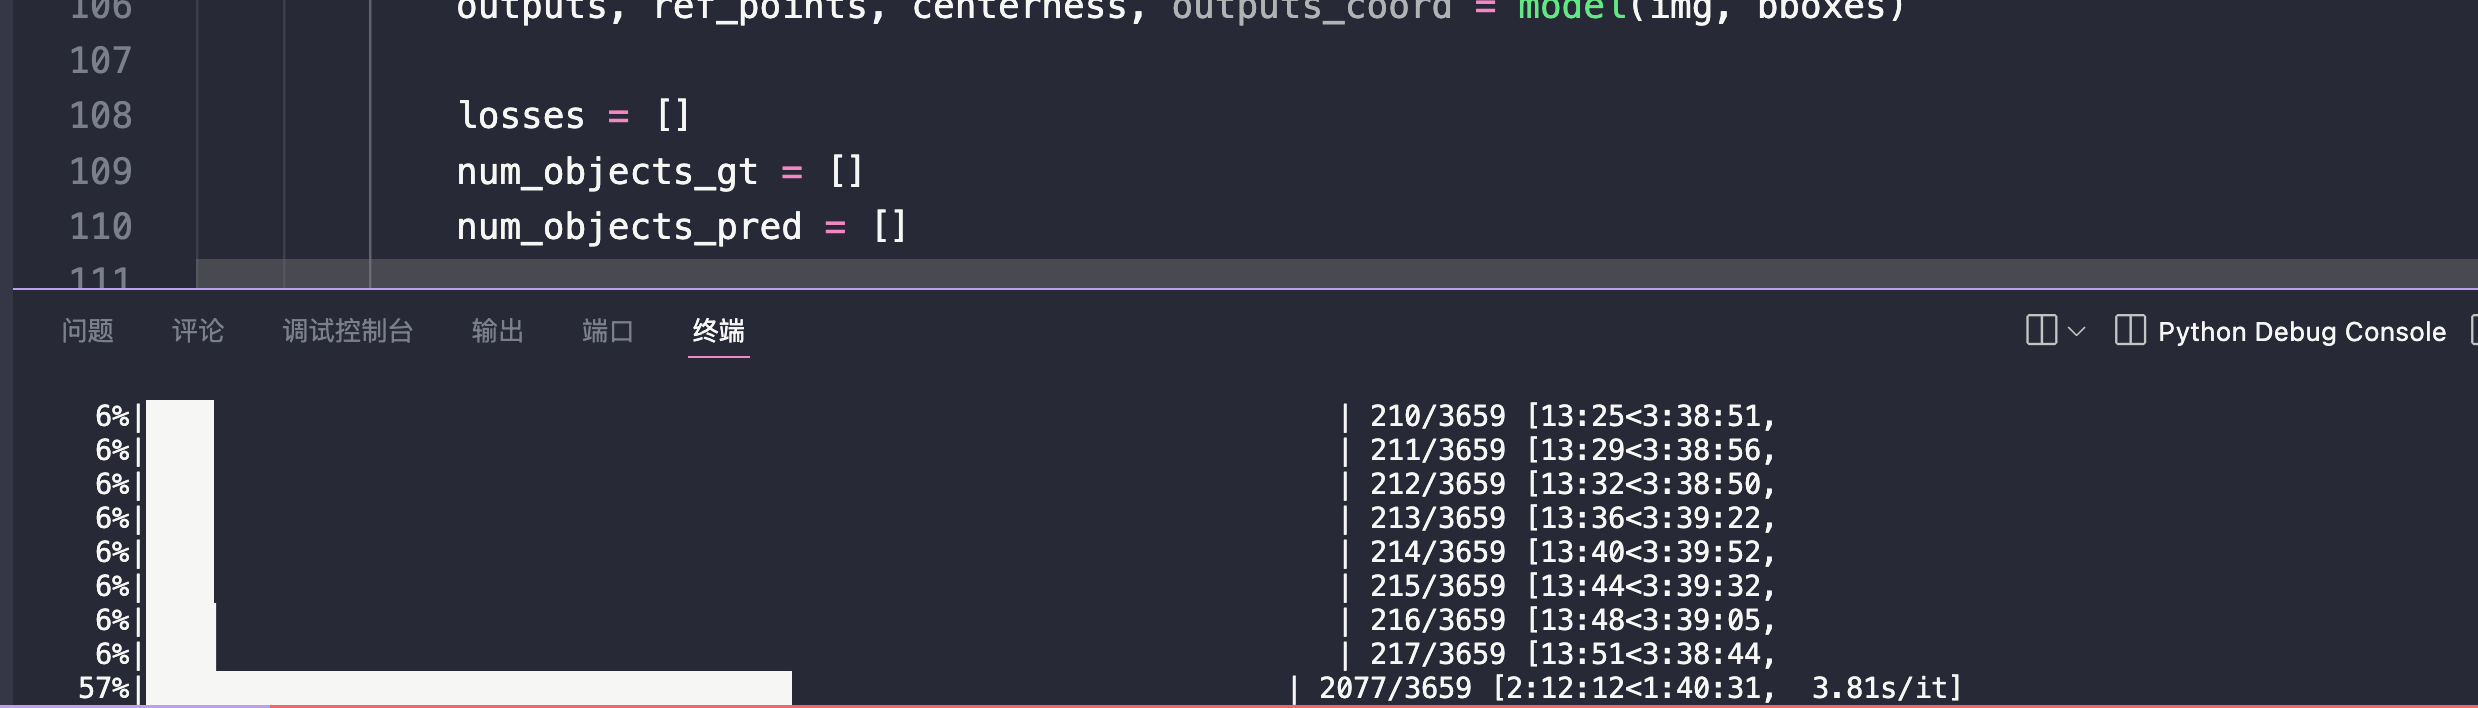 106 outputs, ref_points, centerness, outputs_coord = model(img, bboxes)
107
108 losses = []
109 num_objects_gt = []
110 num_objects_pred = []
111
问题 评论 调试控制台 输出 端口 终端 Python Debug Console
6%| | 210/3659 [13:25<3:38:51,
6%| | 211/3659 [13:29<3:38:56,
6%| | 212/3659 [13:32<3:38:50,
6%| | 213/3659 [13:36<3:39:22,
6%| | 214/3659 [13:40<3:39:52,
6%| | 215/3659 [13:44<3:39:32,
6%| | 216/3659 [13:48<3:39:05,
6%| | 217/3659 [13:51<3:38:44,
57%| | 2077/3659 [2:12:12<1:40:31, 3.81s/it]